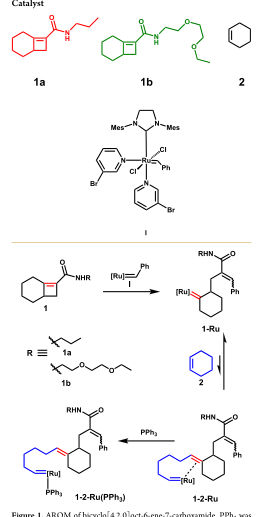 Catalyst
O
N
H
1a
O
N
H
O
O
1b
2
Mes
N
N
Mes
Cl
N
Ru
Ph
Cl
Br
N
Br
I
O
NHR
1
[Ru]
Ph
I
RHN
O
[Ru]
Ph
1-Ru
R ≡
1a
O
O
1b
2
RHN
O
Ph
[Ru]
PPh₃
1-2-Ru(PPh₃)
PPh₃
RHN
O
Ph
[Ru]
1-2-Ru
Figure 1. AROM of bicyclo[4.2.0]oct-6-ene-7-carboxamide. PPh₃ was